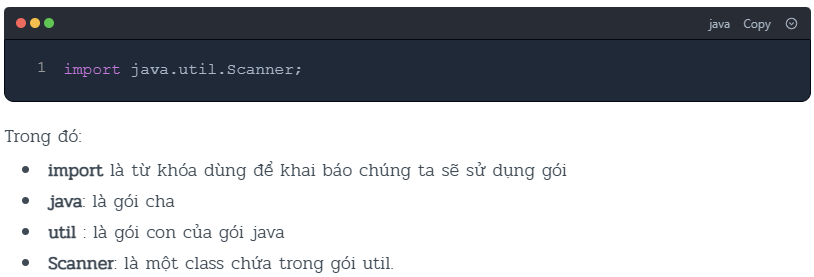 java Copy
1 import java.util.Scanner;
Trong đó:
import là từ khóa dùng để khai báo chúng ta sẽ sử dụng gói
java: là gói cha
util : là gói con của gói java
Scanner: là một class chứa trong gói util.